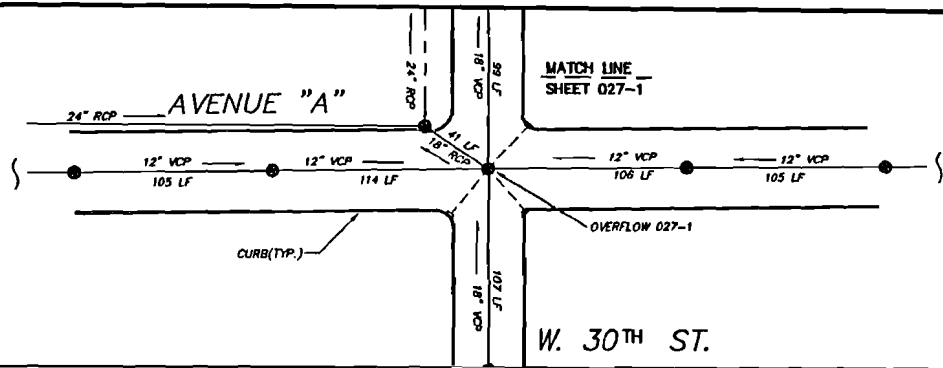 24" RCP
18" VCP
99 LF
MATCH LINE
SHEET 027-1
AVENUE "A"
24" RCP
41 LF
18" RCP
12" VCP
105 LF
12" VCP
114 LF
12" VCP
106 LF
12" VCP
105 LF
OVERFLOW 027-1
CURB(TYP.)
18" VCP
107 LF
W. 30TH ST.